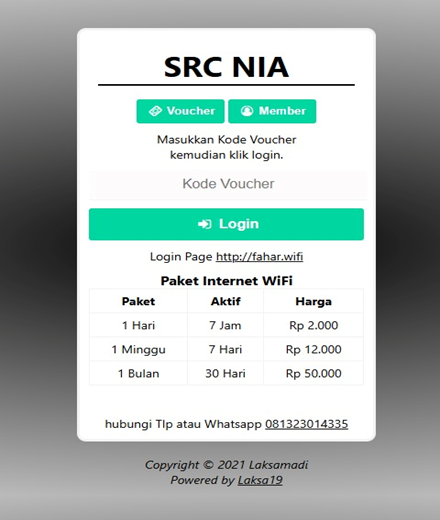 SRC NIA
Voucher Member
Masukkan Kode Voucher
kemudian klik login.
Kode Voucher
Login
Login Page http://fahar.wifi
Paket Internet WiFi
Paket Aktif Harga
1 Hari 7 Jam Rp 2.000
1 Minggu 7 Hari Rp 12.000
1 Bulan 30 Hari Rp 50.000
hubungi Tlp atau Whatsapp 081323014335
Copyright © 2021 Laksamadi
Powered by Laksa19